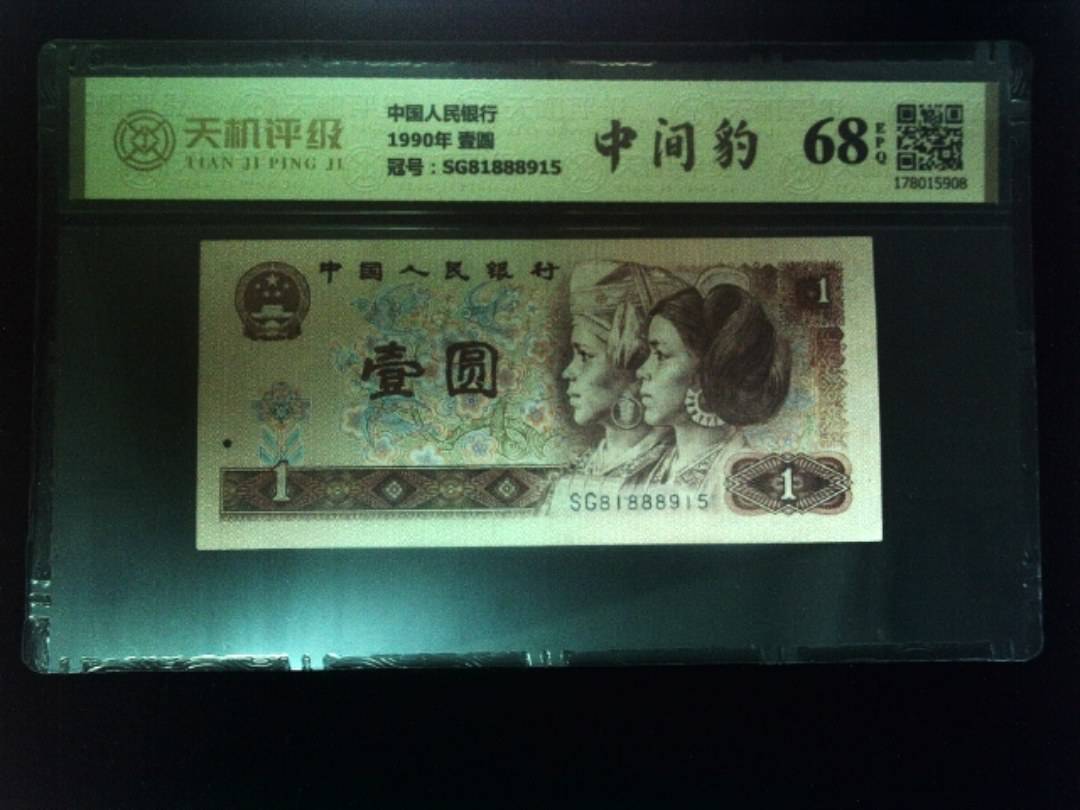 天机评级
TIAN JI PING JI
中国人民银行
1990年 壹圆
冠号：SG81888915
中间豹
68
EPQ
178015908
中国人民银行
1
壹圆
1
SG81888915
1